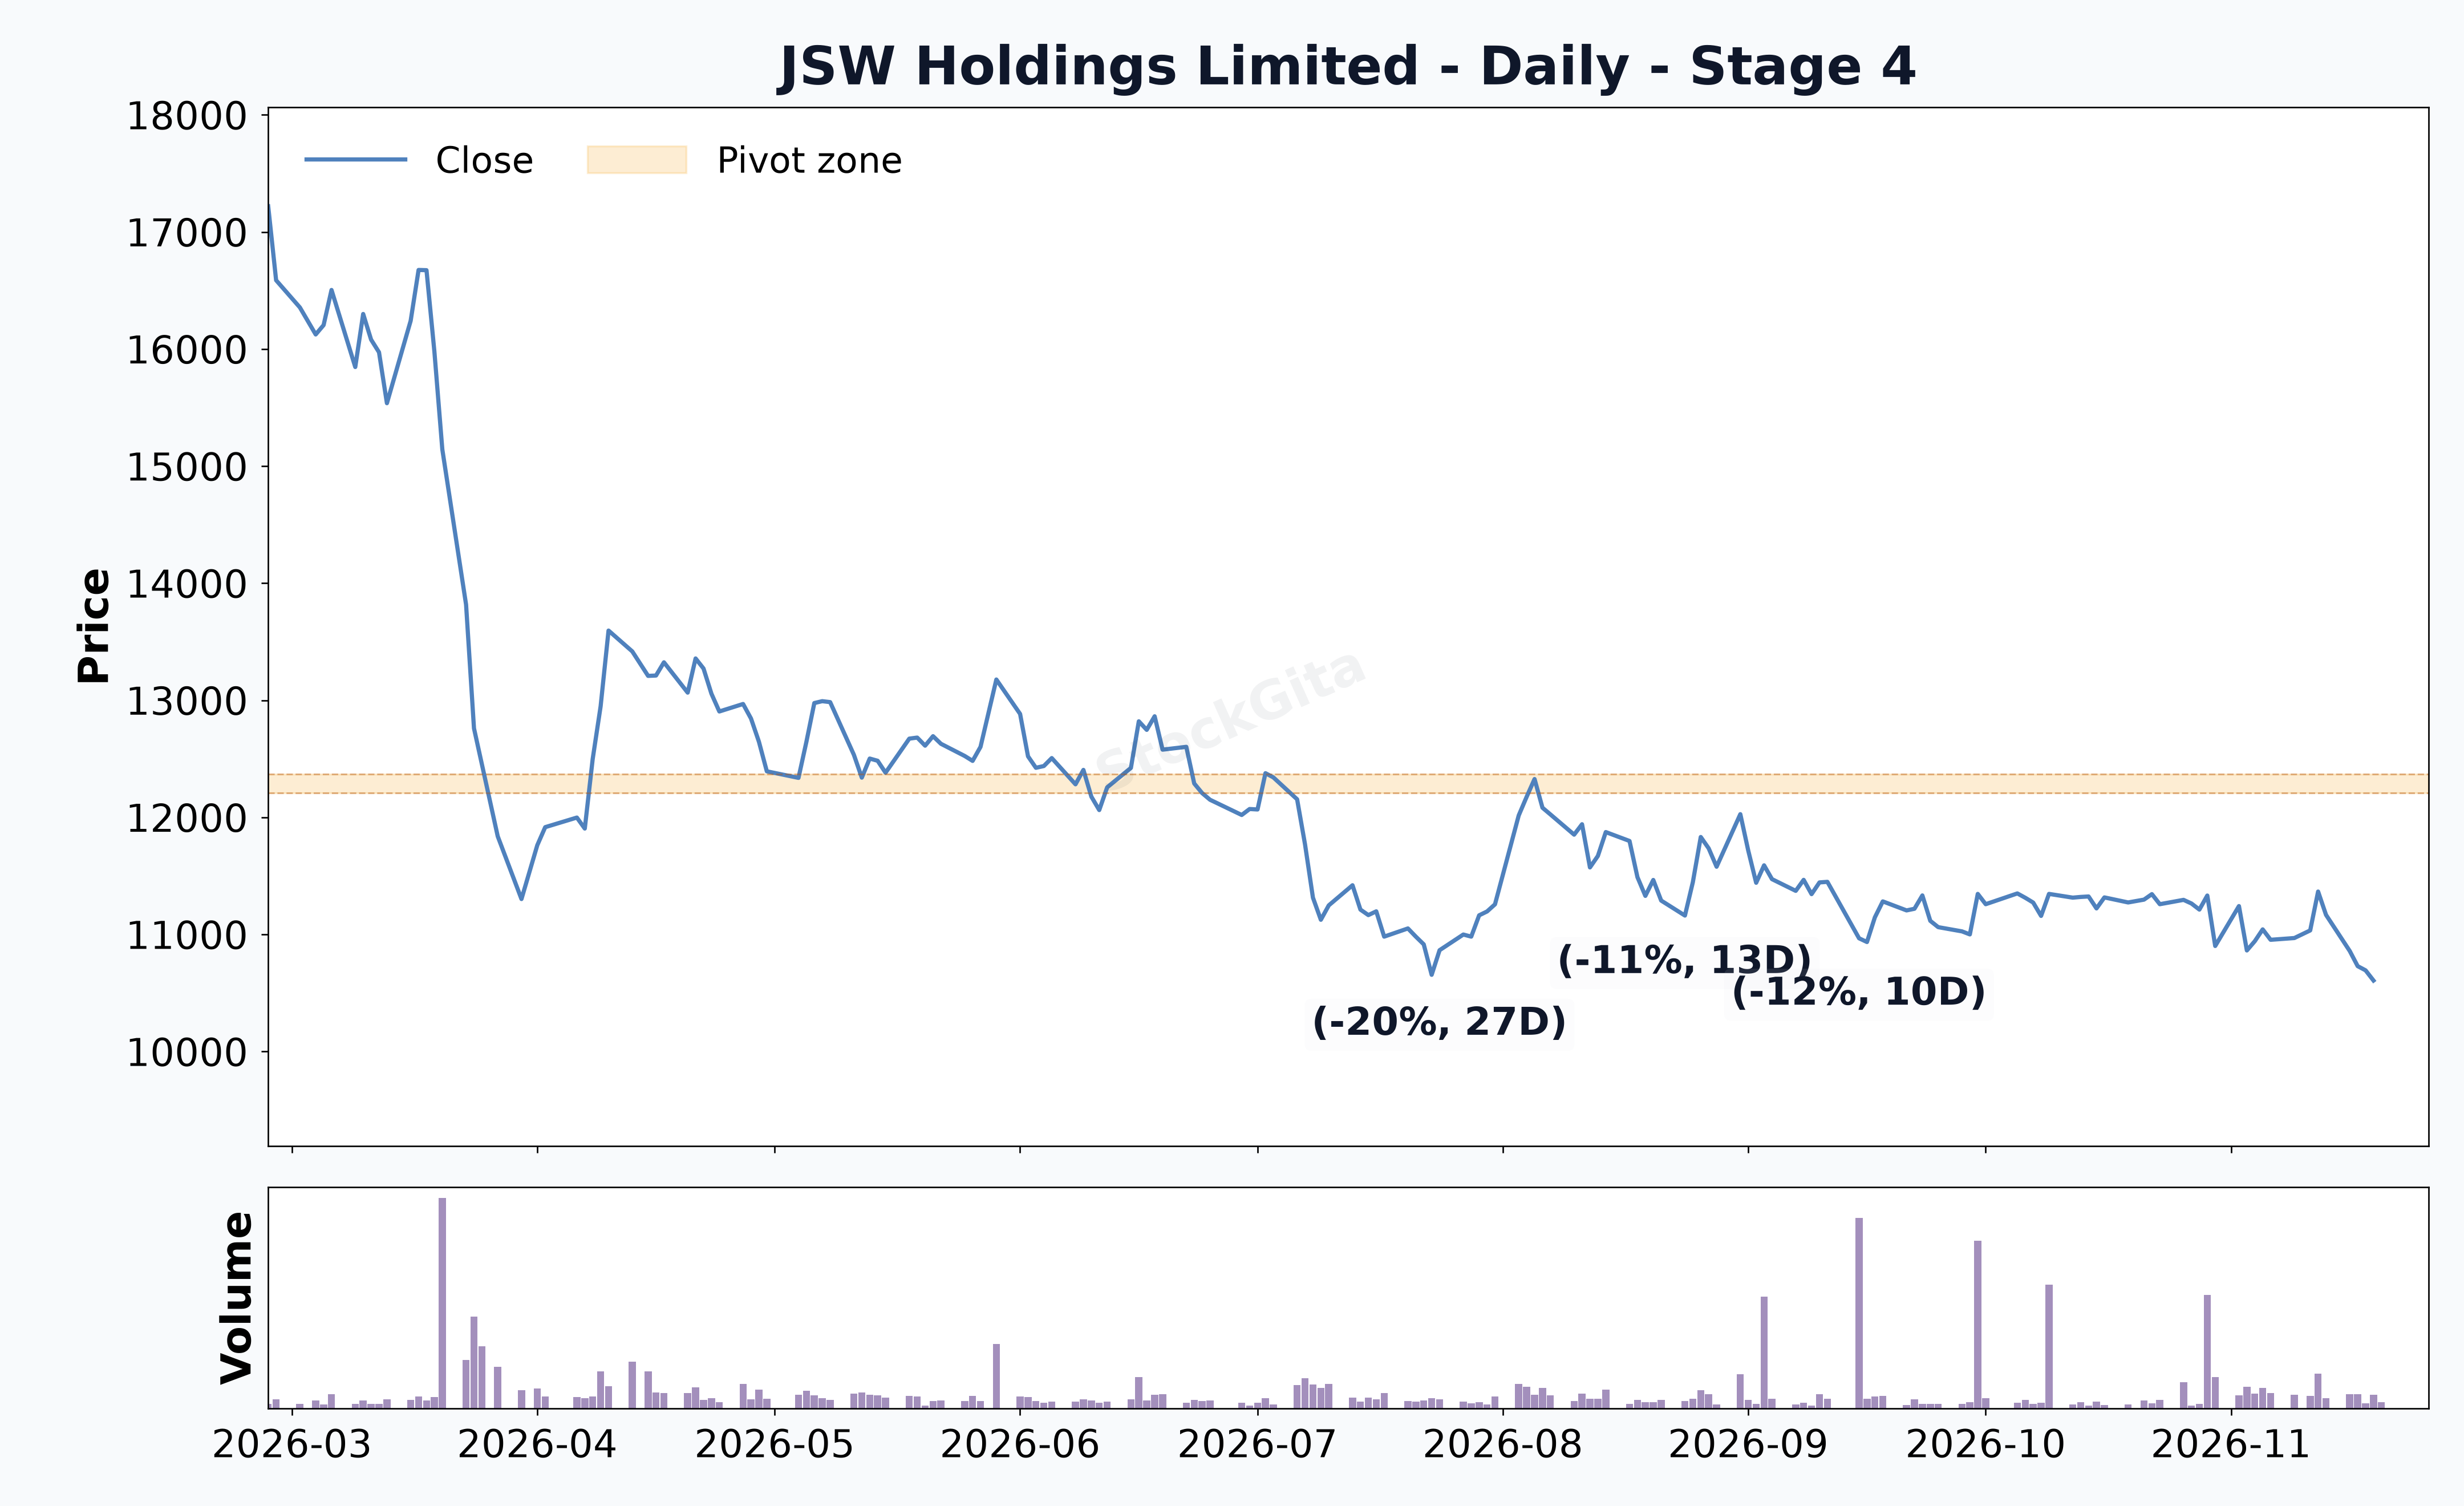 JSW Holdings Limited - Daily - Stage 4
Close
Pivot zone
Price
18000
17000
16000
15000
14000
13000
12000
11000
10000
StockGita
(-11%, 13D)
(-12%, 10D)
(-20%, 27D)
Volume
2026-03 2026-04 2026-05 2026-06 2026-07 2026-08 2026-09 2026-10 2026-11